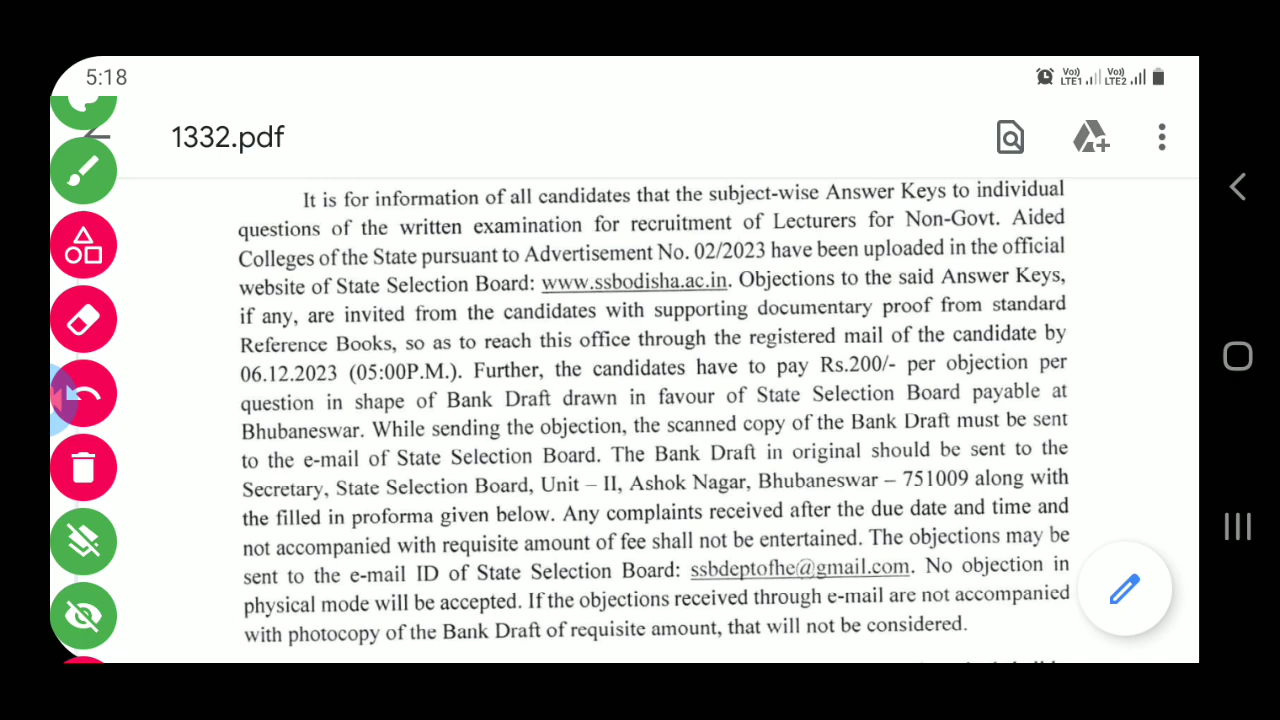 5:18
Vo)) LTE1 Vo)) LTE2
1332.pdf
It is for information of all candidates that the subject-wise Answer Keys to individual
questions of the written examination for recruitment of Lecturers for Non-Govt. Aided
Colleges of the State pursuant to Advertisement No. 02/2023 have been uploaded in the official
website of State Selection Board: www.ssbodisha.ac.in. Objections to the said Answer Keys,
if any, are invited from the candidates with supporting documentary proof from standard
Reference Books, so as to reach this office through the registered mail of the candidate by
06.12.2023 (05:00P.M.). Further, the candidates have to pay Rs.200/- per objection per
question in shape of Bank Draft drawn in favour of State Selection Board payable at
Bhubaneswar. While sending the objection, the scanned copy of the Bank Draft must be sent
to the e-mail of State Selection Board. The Bank Draft in original should be sent to the
Secretary, State Selection Board, Unit – II, Ashok Nagar, Bhubaneswar – 751009 along with
the filled in proforma given below. Any complaints received after the due date and time and
not accompanied with requisite amount of fee shall not be entertained. The objections may be
sent to the e-mail ID of State Selection Board: ssbdeptofhe@gmail.com. No objection in
physical mode will be accepted. If the objections received through e-mail are not accompanied
with photocopy of the Bank Draft of requisite amount, that will not be considered.